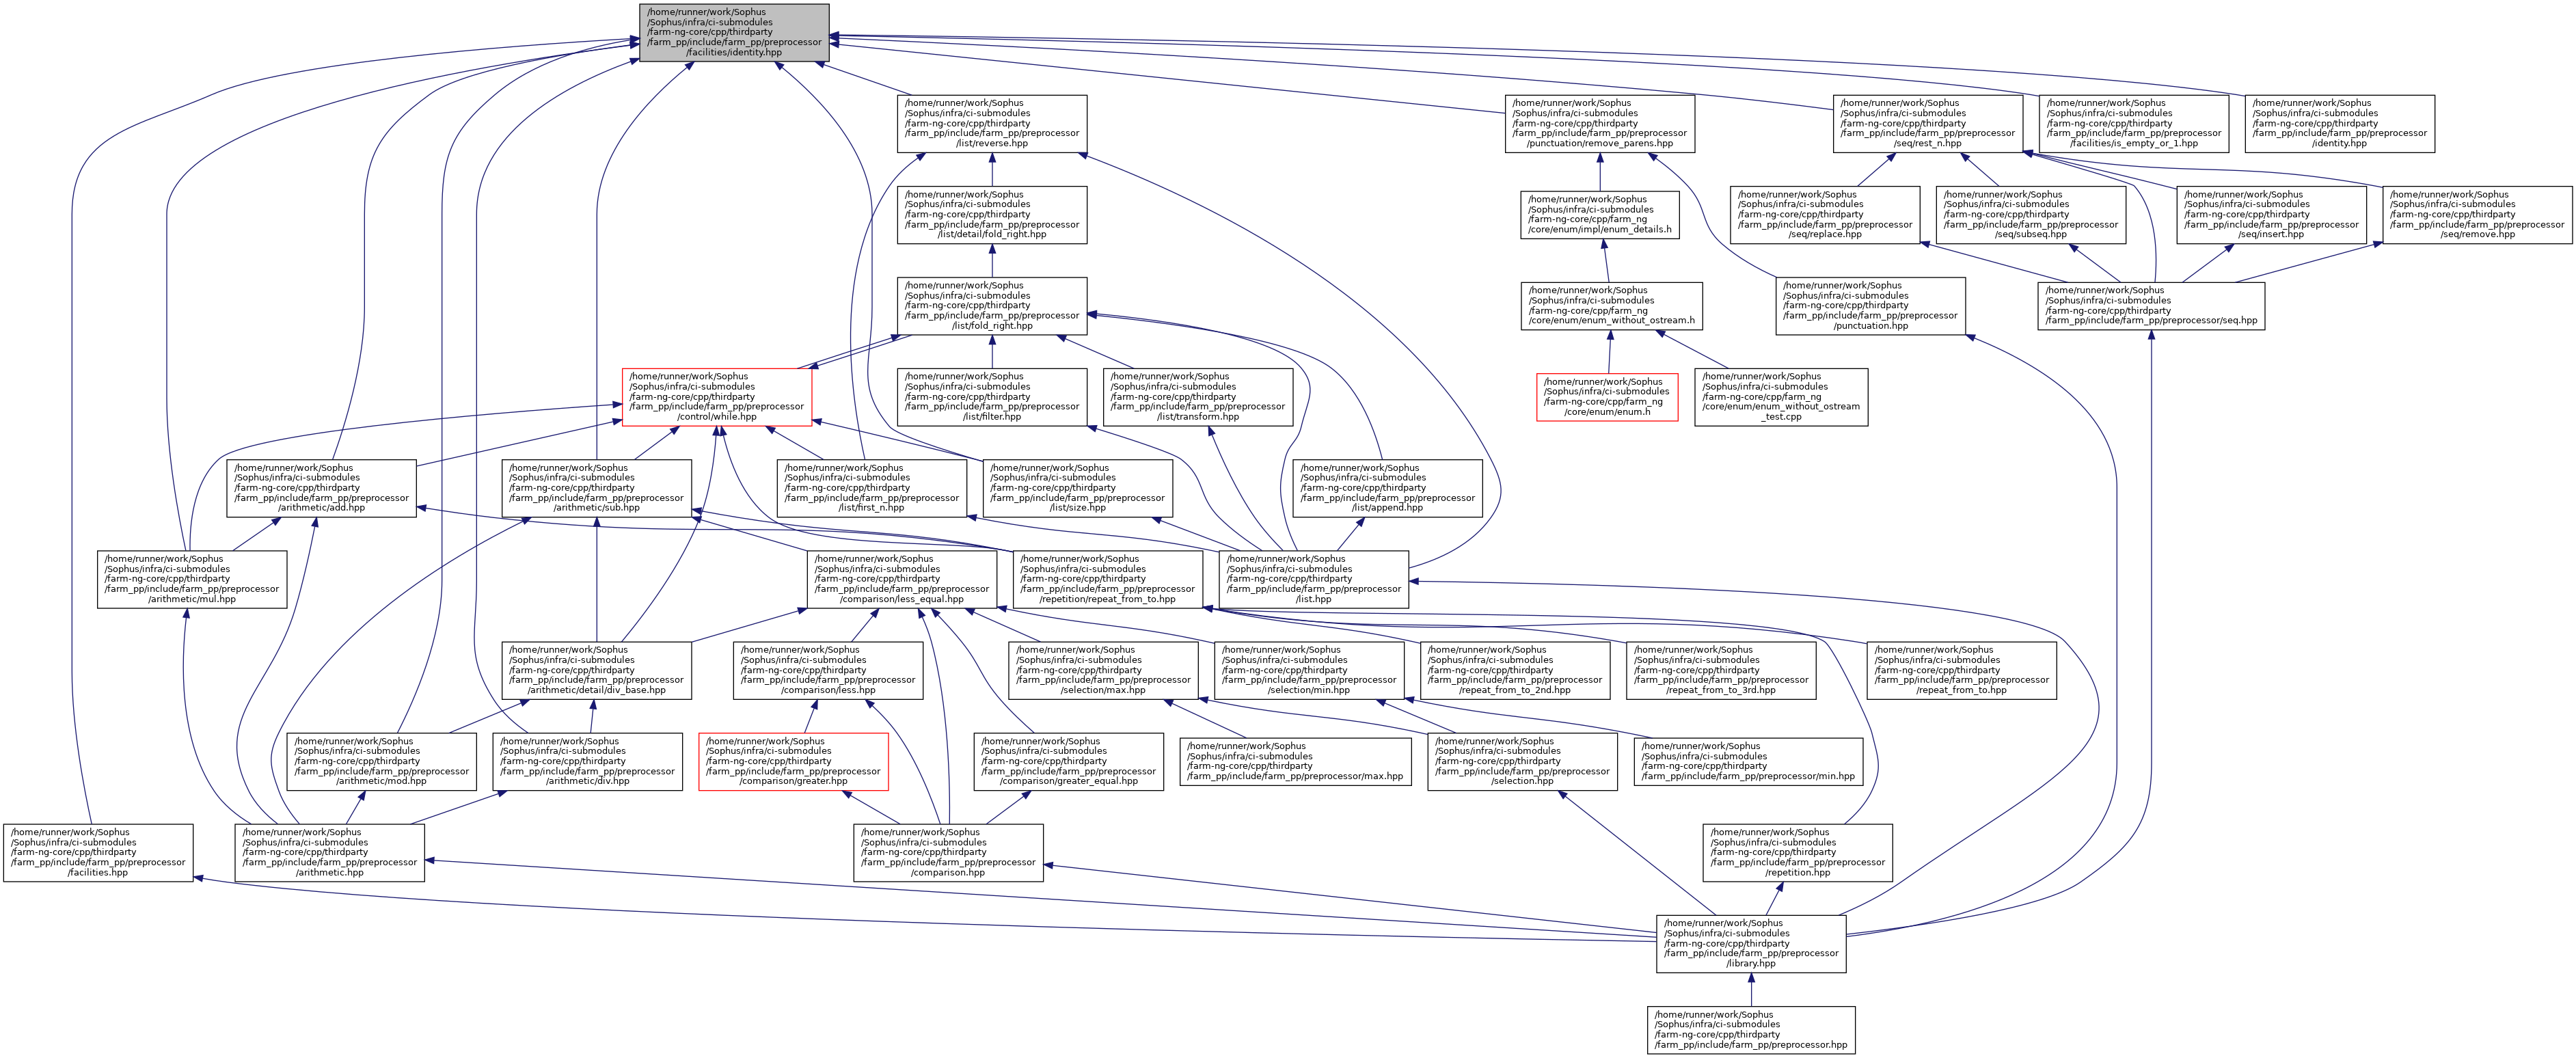 /home/runner/work/Sophus
/Sophus/infra/ci-submodules
/farm-ng-core/cpp/thirdparty
/farm_pp/include/farm_pp/preprocessor
/facilities/identity.hpp
/home/runner/work/Sophus
/Sophus/infra/ci-submodules
/farm-ng-core/cpp/thirdparty
/farm_pp/include/farm_pp/preprocessor
/list/reverse.hpp
/home/runner/work/Sophus
/Sophus/infra/ci-submodules
/farm-ng-core/cpp/thirdparty
/farm_pp/include/farm_pp/preprocessor
/punctuation/remove_parens.hpp
/home/runner/work/Sophus
/Sophus/infra/ci-submodules
/farm-ng-core/cpp/thirdparty
/farm_pp/include/farm_pp/preprocessor
/seq/rest_n.hpp
/home/runner/work/Sophus
/Sophus/infra/ci-submodules
/farm-ng-core/cpp/thirdparty
/farm_pp/include/farm_pp/preprocessor
/facilities/is_empty_or_1.hpp
/home/runner/work/Sophus
/Sophus/infra/ci-submodules
/farm-ng-core/cpp/thirdparty
/farm_pp/include/farm_pp/preprocessor
/identity.hpp
/home/runner/work/Sophus
/Sophus/infra/ci-submodules
/farm-ng-core/cpp/thirdparty
/farm_pp/include/farm_pp/preprocessor
/list/detail/fold_right.hpp
/home/runner/work/Sophus
/Sophus/infra/ci-submodules
/farm-ng-core/cpp/farm_ng
/core/enum/impl/enum_details.h
/home/runner/work/Sophus
/Sophus/infra/ci-submodules
/farm-ng-core/cpp/thirdparty
/farm_pp/include/farm_pp/preprocessor
/seq/replace.hpp
/home/runner/work/Sophus
/Sophus/infra/ci-submodules
/farm-ng-core/cpp/thirdparty
/farm_pp/include/farm_pp/preprocessor
/seq/subseq.hpp
/home/runner/work/Sophus
/Sophus/infra/ci-submodules
/farm-ng-core/cpp/thirdparty
/farm_pp/include/farm_pp/preprocessor
/seq/insert.hpp
/home/runner/work/Sophus
/Sophus/infra/ci-submodules
/farm-ng-core/cpp/thirdparty
/farm_pp/include/farm_pp/preprocessor
/seq/remove.hpp
/home/runner/work/Sophus
/Sophus/infra/ci-submodules
/farm-ng-core/cpp/thirdparty
/farm_pp/include/farm_pp/preprocessor
/list/fold_right.hpp
/home/runner/work/Sophus
/Sophus/infra/ci-submodules
/farm-ng-core/cpp/farm_ng
/core/enum/enum_without_ostream.h
/home/runner/work/Sophus
/Sophus/infra/ci-submodules
/farm-ng-core/cpp/thirdparty
/farm_pp/include/farm_pp/preprocessor
/punctuation.hpp
/home/runner/work/Sophus
/Sophus/infra/ci-submodules
/farm-ng-core/cpp/thirdparty
/farm_pp/include/farm_pp/preprocessor/seq.hpp
/home/runner/work/Sophus
/Sophus/infra/ci-submodules
/farm-ng-core/cpp/thirdparty
/farm_pp/include/farm_pp/preprocessor
/control/while.hpp
/home/runner/work/Sophus
/Sophus/infra/ci-submodules
/farm-ng-core/cpp/thirdparty
/farm_pp/include/farm_pp/preprocessor
/list/filter.hpp
/home/runner/work/Sophus
/Sophus/infra/ci-submodules
/farm-ng-core/cpp/thirdparty
/farm_pp/include/farm_pp/preprocessor
/list/transform.hpp
/home/runner/work/Sophus
/Sophus/infra/ci-submodules
/farm-ng-core/cpp/farm_ng
/core/enum/enum.h
/home/runner/work/Sophus
/Sophus/infra/ci-submodules
/farm-ng-core/cpp/farm_ng
/core/enum/enum_without_ostream
_test.cpp
/home/runner/work/Sophus
/Sophus/infra/ci-submodules
/farm-ng-core/cpp/thirdparty
/farm_pp/include/farm_pp/preprocessor
/arithmetic/add.hpp
/home/runner/work/Sophus
/Sophus/infra/ci-submodules
/farm-ng-core/cpp/thirdparty
/farm_pp/include/farm_pp/preprocessor
/arithmetic/sub.hpp
/home/runner/work/Sophus
/Sophus/infra/ci-submodules
/farm-ng-core/cpp/thirdparty
/farm_pp/include/farm_pp/preprocessor
/list/first_n.hpp
/home/runner/work/Sophus
/Sophus/infra/ci-submodules
/farm-ng-core/cpp/thirdparty
/farm_pp/include/farm_pp/preprocessor
/list/size.hpp
/home/runner/work/Sophus
/Sophus/infra/ci-submodules
/farm-ng-core/cpp/thirdparty
/farm_pp/include/farm_pp/preprocessor
/list/append.hpp
/home/runner/work/Sophus
/Sophus/infra/ci-submodules
/farm-ng-core/cpp/thirdparty
/farm_pp/include/farm_pp/preprocessor
/arithmetic/mul.hpp
/home/runner/work/Sophus
/Sophus/infra/ci-submodules
/farm-ng-core/cpp/thirdparty
/farm_pp/include/farm_pp/preprocessor
/comparison/less_equal.hpp
/home/runner/work/Sophus
/Sophus/infra/ci-submodules
/farm-ng-core/cpp/thirdparty
/farm_pp/include/farm_pp/preprocessor
/repetition/repeat_from_to.hpp
/home/runner/work/Sophus
/Sophus/infra/ci-submodules
/farm-ng-core/cpp/thirdparty
/farm_pp/include/farm_pp/preprocessor
/list.hpp
/home/runner/work/Sophus
/Sophus/infra/ci-submodules
/farm-ng-core/cpp/thirdparty
/farm_pp/include/farm_pp/preprocessor
/arithmetic/detail/div_base.hpp
/home/runner/work/Sophus
/Sophus/infra/ci-submodules
/farm-ng-core/cpp/thirdparty
/farm_pp/include/farm_pp/preprocessor
/comparison/less.hpp
/home/runner/work/Sophus
/Sophus/infra/ci-submodules
/farm-ng-core/cpp/thirdparty
/farm_pp/include/farm_pp/preprocessor
/selection/max.hpp
/home/runner/work/Sophus
/Sophus/infra/ci-submodules
/farm-ng-core/cpp/thirdparty
/farm_pp/include/farm_pp/preprocessor
/selection/min.hpp
/home/runner/work/Sophus
/Sophus/infra/ci-submodules
/farm-ng-core/cpp/thirdparty
/farm_pp/include/farm_pp/preprocessor
/repeat_from_to_2nd.hpp
/home/runner/work/Sophus
/Sophus/infra/ci-submodules
/farm-ng-core/cpp/thirdparty
/farm_pp/include/farm_pp/preprocessor
/repeat_from_to_3rd.hpp
/home/runner/work/Sophus
/Sophus/infra/ci-submodules
/farm-ng-core/cpp/thirdparty
/farm_pp/include/farm_pp/preprocessor
/repeat_from_to.hpp
/home/runner/work/Sophus
/Sophus/infra/ci-submodules
/farm-ng-core/cpp/thirdparty
/farm_pp/include/farm_pp/preprocessor
/arithmetic/mod.hpp
/home/runner/work/Sophus
/Sophus/infra/ci-submodules
/farm-ng-core/cpp/thirdparty
/farm_pp/include/farm_pp/preprocessor
/arithmetic/div.hpp
/home/runner/work/Sophus
/Sophus/infra/ci-submodules
/farm-ng-core/cpp/thirdparty
/farm_pp/include/farm_pp/preprocessor
/comparison/greater.hpp
/home/runner/work/Sophus
/Sophus/infra/ci-submodules
/farm-ng-core/cpp/thirdparty
/farm_pp/include/farm_pp/preprocessor
/comparison/greater_equal.hpp
/home/runner/work/Sophus
/Sophus/infra/ci-submodules
/farm-ng-core/cpp/thirdparty
/farm_pp/include/farm_pp/preprocessor/max.hpp
/home/runner/work/Sophus
/Sophus/infra/ci-submodules
/farm-ng-core/cpp/thirdparty
/farm_pp/include/farm_pp/preprocessor
/selection.hpp
/home/runner/work/Sophus
/Sophus/infra/ci-submodules
/farm-ng-core/cpp/thirdparty
/farm_pp/include/farm_pp/preprocessor/min.hpp
/home/runner/work/Sophus
/Sophus/infra/ci-submodules
/farm-ng-core/cpp/thirdparty
/farm_pp/include/farm_pp/preprocessor
/facilities.hpp
/home/runner/work/Sophus
/Sophus/infra/ci-submodules
/farm-ng-core/cpp/thirdparty
/farm_pp/include/farm_pp/preprocessor
/arithmetic.hpp
/home/runner/work/Sophus
/Sophus/infra/ci-submodules
/farm-ng-core/cpp/thirdparty
/farm_pp/include/farm_pp/preprocessor
/comparison.hpp
/home/runner/work/Sophus
/Sophus/infra/ci-submodules
/farm-ng-core/cpp/thirdparty
/farm_pp/include/farm_pp/preprocessor
/repetition.hpp
/home/runner/work/Sophus
/Sophus/infra/ci-submodules
/farm-ng-core/cpp/thirdparty
/farm_pp/include/farm_pp/preprocessor
/library.hpp
/home/runner/work/Sophus
/Sophus/infra/ci-submodules
/farm-ng-core/cpp/thirdparty
/farm_pp/include/farm_pp/preprocessor.hpp